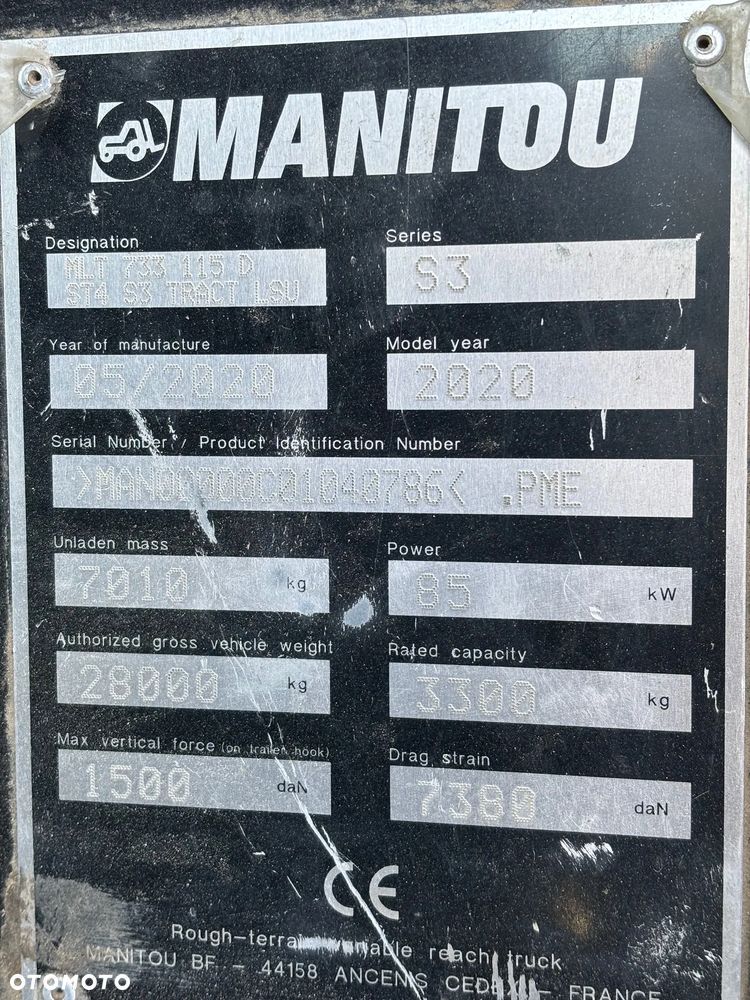 MANITOU
Designation
MLT 733 115 D
ST4 S3 TRACT LSU
Series
S3
Year of manufacture
05/2020
Model year
2020
Serial Number / Product Identification Number
>MAN0C000C01040786< .PME
Unladen mass
7010 kg
Power
85 kW
Authorized gross vehicle weight
28000 kg
Rated capacity
3300 kg
Max vertical force (on trailer hook)
1500 daN
Drag strain
7380 daN
CE
Rough-terrain variable reach truck
MANITOU BF - 44158 ANCENIS CEDEX - FRANCE
OTOMOTO